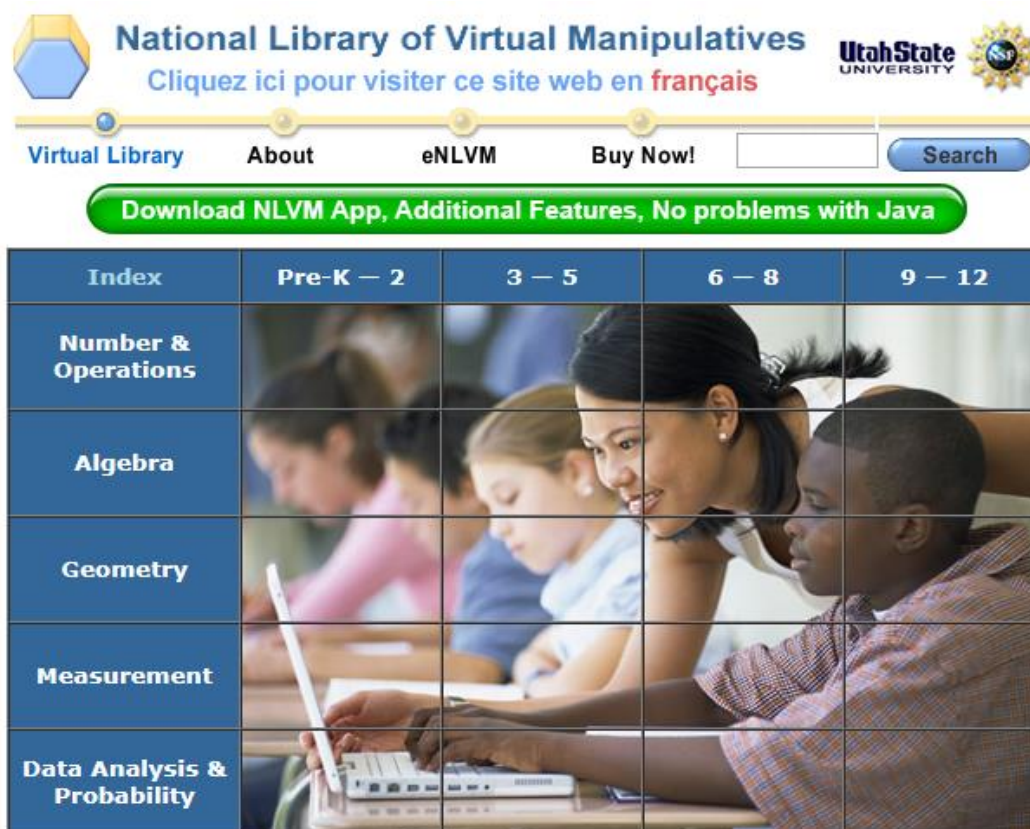 National Library of Virtual Manipulatives
Cliquez ici pour visiter ce site web en français
UtahState
UNIVERSITY
NSF
Virtual Library About eNLVM Buy Now! Search
Download NLVM App, Additional Features, No problems with Java
Index Pre-K — 2 3 — 5 6 — 8 9 — 12
Number &
Operations
Algebra
Geometry
Measurement
Data Analysis &
Probability